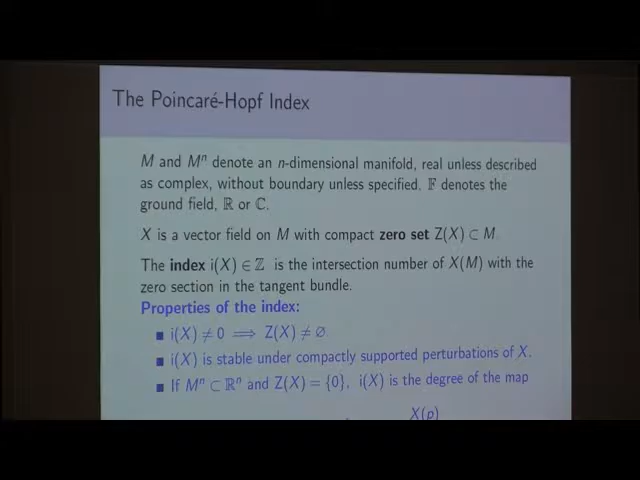 The Poincaré-Hopf Index
M and Mⁿ denote an n-dimensional manifold, real unless described
as complex, without boundary unless specified. 𝔽 denotes the
ground field, ℝ or ℂ.
X is a vector field on M with compact zero set Z(X) ⊂ M.
The index i(X) ∈ ℤ is the intersection number of X(M) with the
zero section in the tangent bundle.
Properties of the index:
■ i(X) ≠ 0 ⟹ Z(X) ≠ ∅
■ i(X) is stable under compactly supported perturbations of X.
■ If Mⁿ ⊂ ℝⁿ and Z(X) = {0}, i(X) is the degree of the map
X(p)